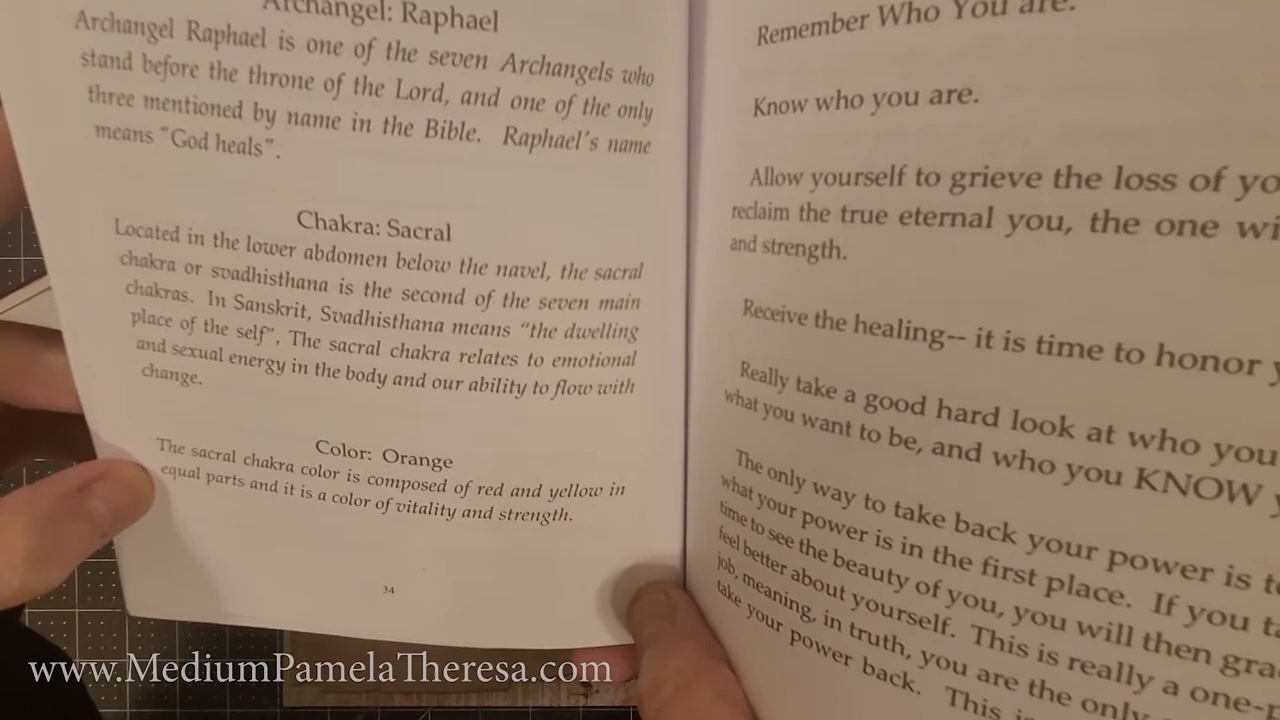 Archangel: Raphael
Archangel Raphael is one of the seven Archangels who
stand before the throne of the Lord, and one of the only
three mentioned by name in the Bible. Raphael's name
means "God heals".
Chakra: Sacral
Located in the lower abdomen below the navel, the sacral
chakra or svadhisthana is the second of the seven main
chakras. In Sanskrit, Svadhisthana means "the dwelling
place of the self", The sacral chakra relates to emotional
and sexual energy in the body and our ability to flow with
change.
Color: Orange
The sacral chakra color is composed of red and yellow in
equal parts and it is a color of vitality and strength.
34
Remember Who You are.
Know who you are.
Allow yourself to grieve the loss of
reclaim the true eternal you, the one
and strength.
Receive the healing-- it is time to honor
Really take a good hard look at who you
what you want to be, and who you KNOW
The only way to take back your power is
what your power is in the first place. If you
time to see the beauty of you, you will then
feel better about yourself. This is really a
job, meaning, in truth, you are the only
take your power back. This
www.MediumPamelaTheresa.com